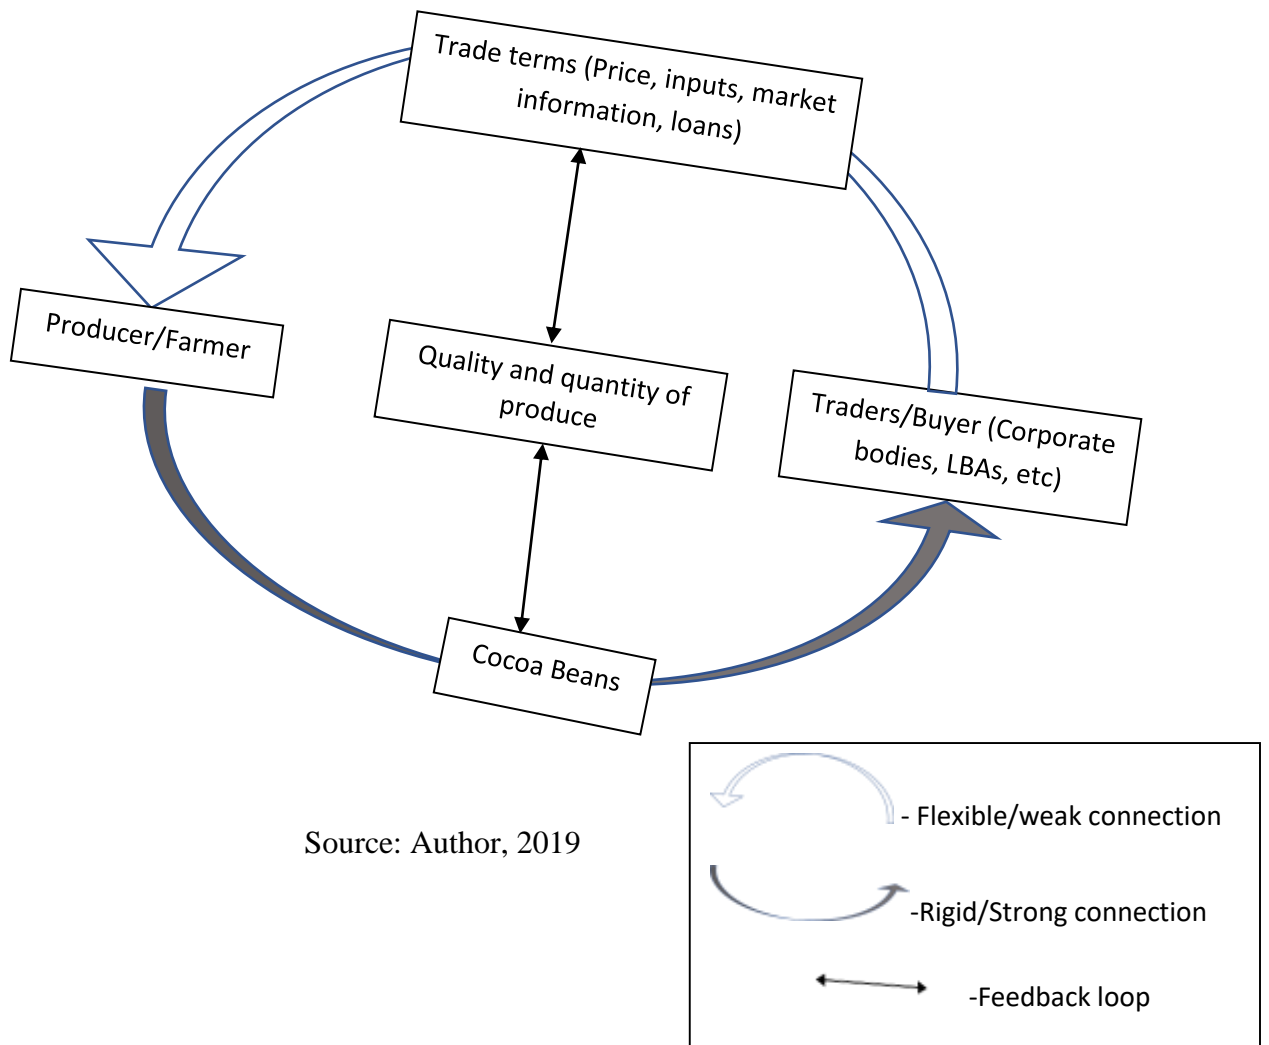 Trade terms (Price, inputs, market
information, loans)
Producer/Farmer
Quality and quantity of
produce
Traders/Buyer (Corporate
bodies, LBAs, etc)
Cocoa Beans
Source: Author, 2019
- Flexible/weak connection
-Rigid/Strong connection
-Feedback loop